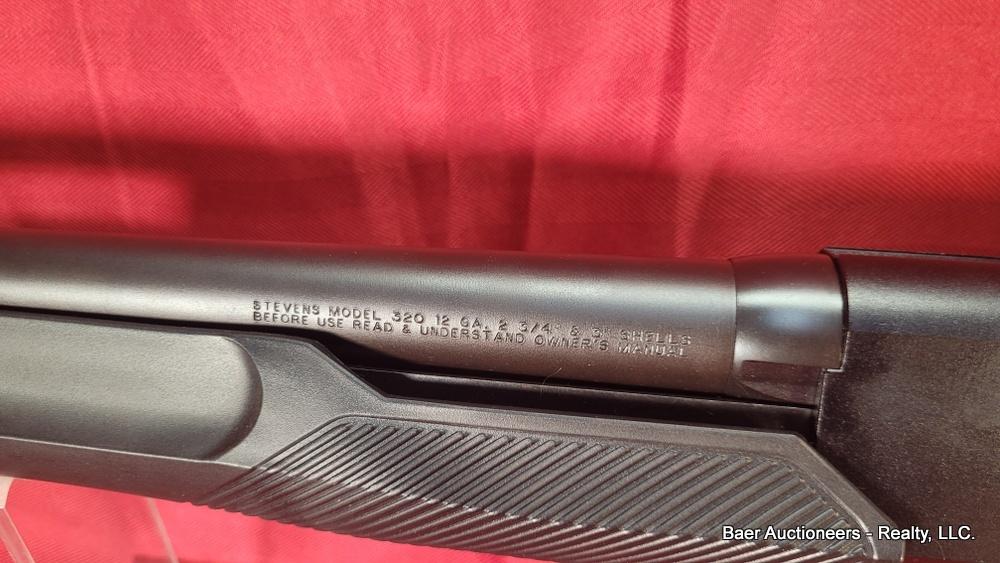 STEVENS MODEL 320 12 GA. 2 3/4" & 3" SHELLS
BEFORE USE READ & UNDERSTAND OWNER'S MANUAL
Baer Auctioneers - Realty, LLC.